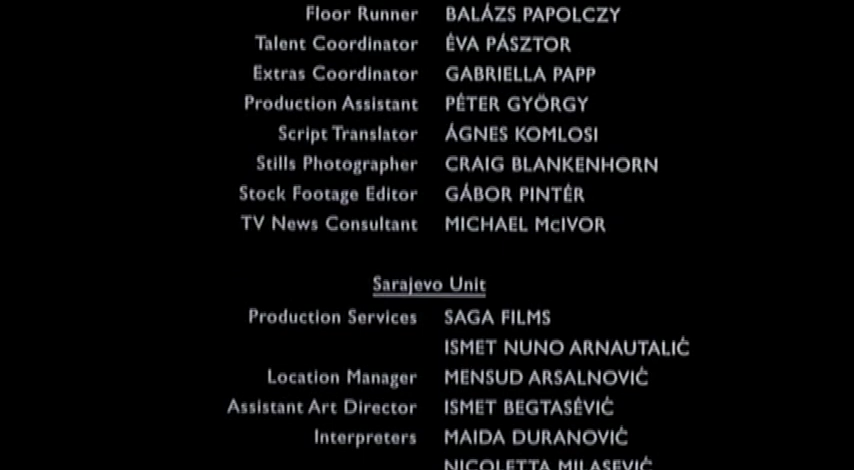 Floor Runner BALÁZS PAPOLCZY
Talent Coordinator ÉVA PÁSZTOR
Extras Coordinator GABRIELLA PAPP
Production Assistant PÉTER GYÖRGY
Script Translator ÁGNES KOMLOSI
Stills Photographer CRAIG BLANKENHORN
Stock Footage Editor GÁBOR PINTÉR
TV News Consultant MICHAEL McIVOR
Sarajevo Unit
Production Services SAGA FILMS
ISMET NUNO ARNAUTALIĆ
Location Manager MENSUD ARSALNOVIĆ
Assistant Art Director ISMET BEGTASÉVIĆ
Interpreters MAIDA DURANOVIĆ
NICOLETTA MILASEVIĆ